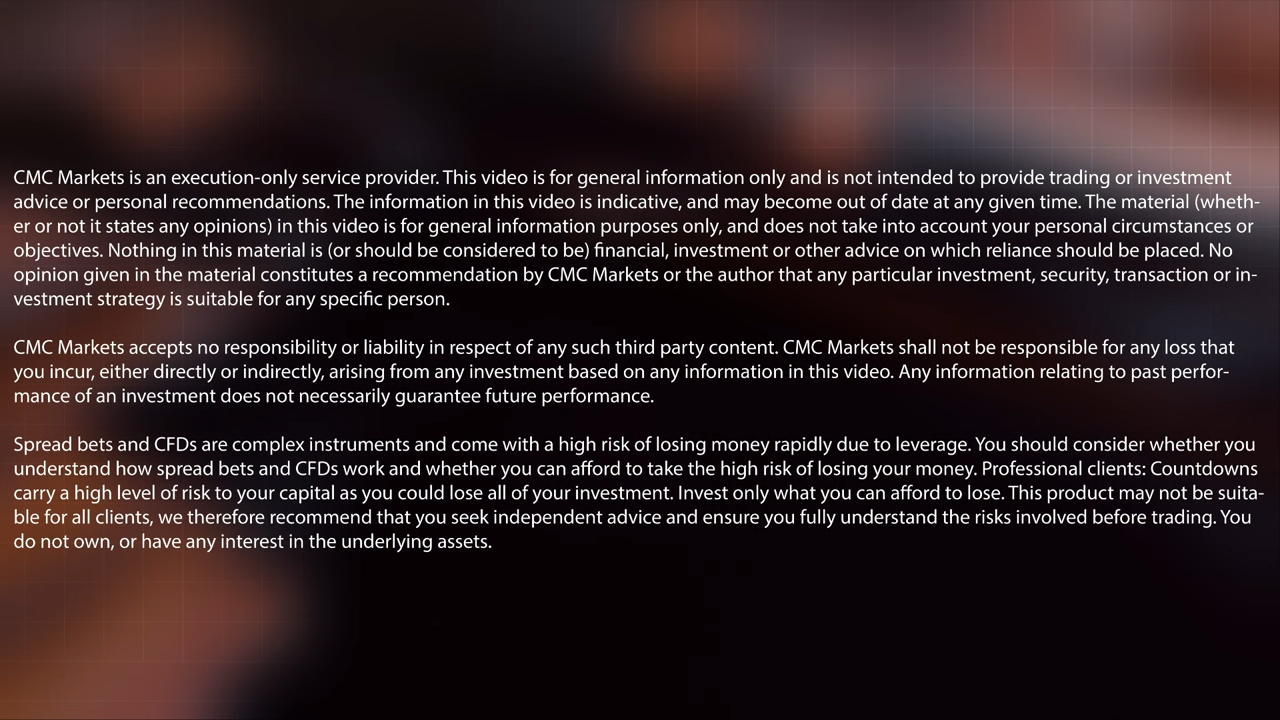 CMC Markets is an execution-only service provider. This video is for general information only and is not intended to provide trading or investment
advice or personal recommendations. The information in this video is indicative, and may become out of date at any given time. The material (wheth-
er or not it states any opinions) in this video is for general information purposes only, and does not take into account your personal circumstances or
objectives. Nothing in this material is (or should be considered to be) financial, investment or other advice on which reliance should be placed. No
opinion given in the material constitutes a recommendation by CMC Markets or the author that any particular investment, security, transaction or in-
vestment strategy is suitable for any specific person.
CMC Markets accepts no responsibility or liability in respect of any such third party content. CMC Markets shall not be responsible for any loss that
you incur, either directly or indirectly, arising from any investment based on any information in this video. Any information relating to past perfor-
mance of an investment does not necessarily guarantee future performance.
Spread bets and CFDs are complex instruments and come with a high risk of losing money rapidly due to leverage. You should consider whether you
understand how spread bets and CFDs work and whether you can afford to take the high risk of losing your money. Professional clients: Countdowns
carry a high level of risk to your capital as you could lose all of your investment. Invest only what you can afford to lose. This product may not be suita-
ble for all clients, we therefore recommend that you seek independent advice and ensure you fully understand the risks involved before trading. You
do not own, or have any interest in the underlying assets.